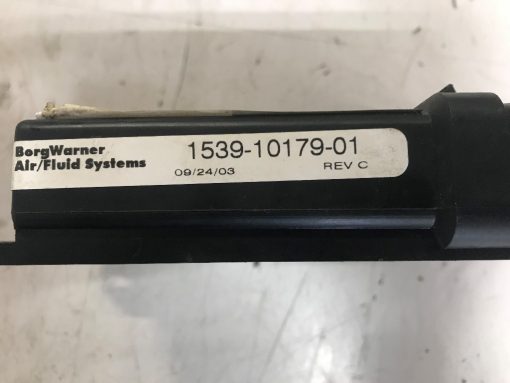 BorgWarner
Air/Fluid Systems
1539-10179-01
09/24/03 REV C